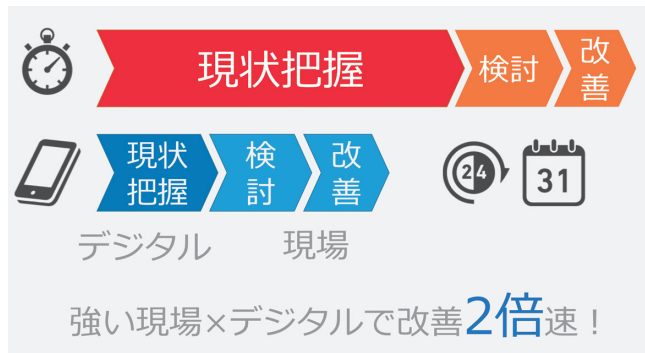 現状把握
検討
改善
現状把握
検討
改善
24
31
デジタル 現場
強い現場×デジタルで改善2倍速！